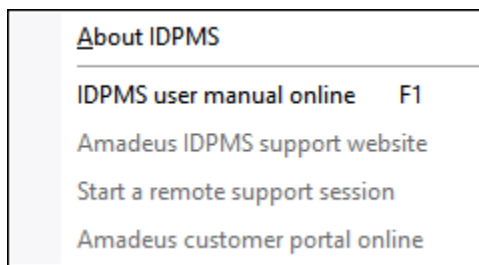 About IDPMS
IDPMS user manual online F1
Amadeus IDPMS support website
Start a remote support session
Amadeus customer portal online